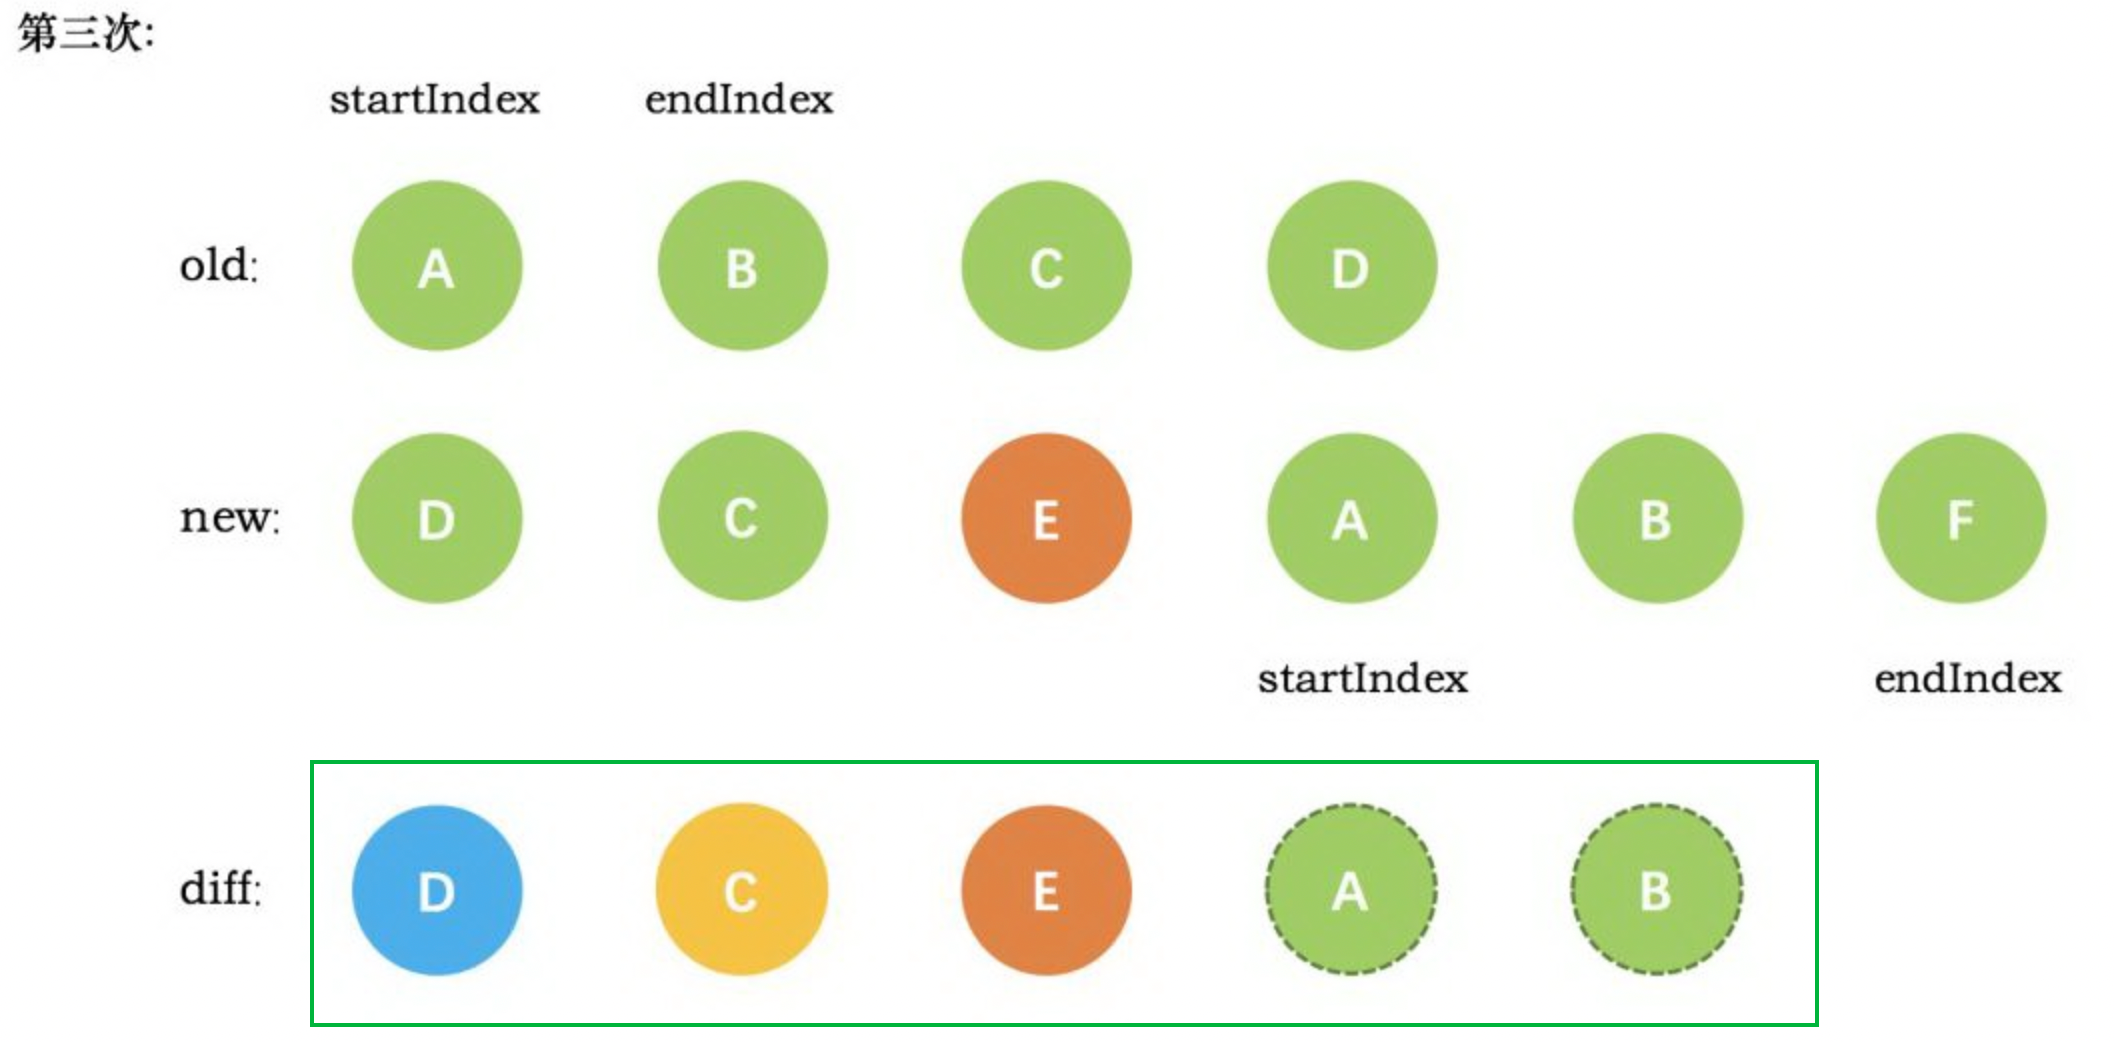 第三次:
startIndex endIndex
old: A B C D
new: D C E A B F
startIndex endIndex
diff: D C E A B